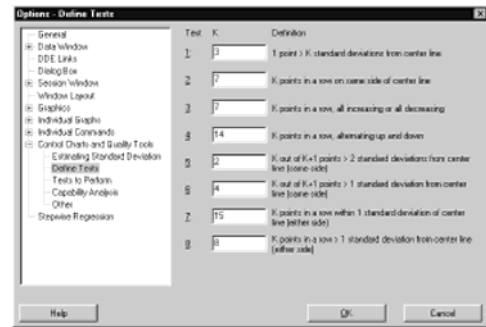 Options - Define Tests
General
Data Window
DDE Links
Dialog Box
Session Window
Window Layout
Graphics
Individual Graphs
Individual Commands
Control Charts and Quality Tools
Estimating Standard Deviation
Define Tests
Tests to Perform
Capability Analysis
Other
Stepwise Regression
Test K Definition
1 3 1 point > K standard deviations from center line
2 7 K points in a row on same side of center line
3 7 K points in a row, all increasing or all decreasing
4 14 K points in a row, alternating up and down
5 2 K out of K+1 points > 2 standard deviations from center
line (same side)
6 4 K out of K+1 points > 1 standard deviation from center
line (same side)
7 15 K points in a row within 1 standard deviation of center
line (either side)
8 8 K points in a row > 1 standard deviation from center line
(either side)
Help OK Cancel